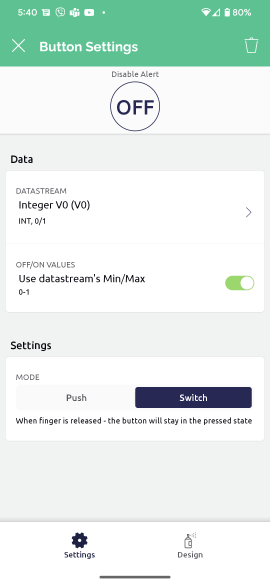 5:40
80%
Button Settings
Disable Alert
OFF
Data
DATASTREAM
Integer V0 (V0)
INT, 0/1
OFF/ON VALUES
Use datastream's Min/Max
0-1
Settings
MODE
Push Switch
When finger is released - the button will stay in the pressed state
Settings Design